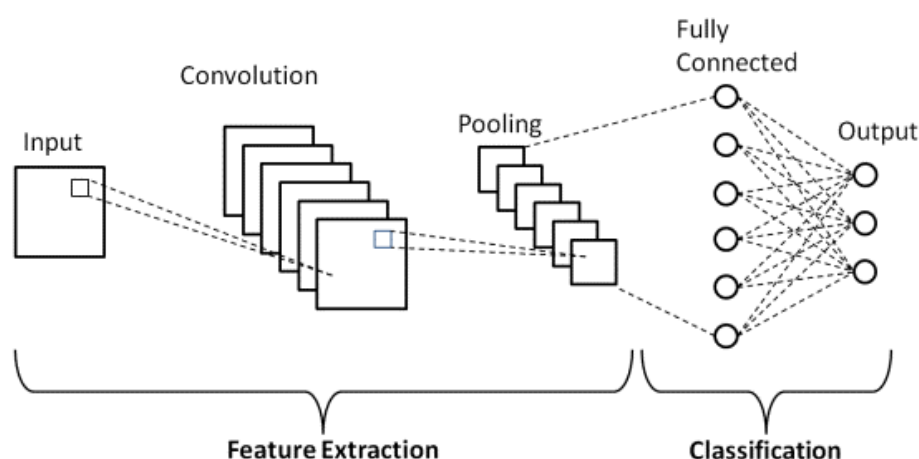 Fully
Connected
Convolution
Pooling
Output
Input
Feature Extraction
Classification